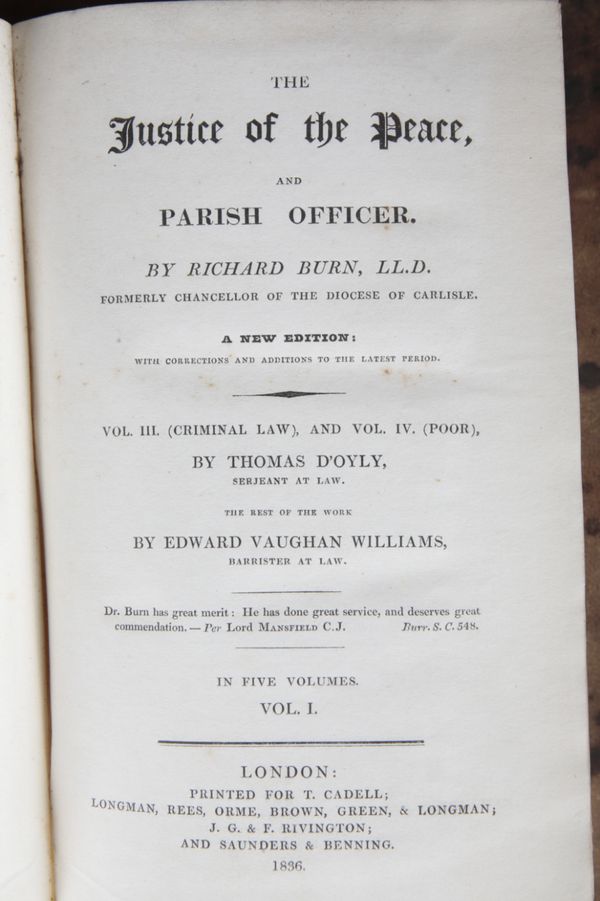 THE
Justice of the Peace,
AND
PARISH OFFICER.
BY RICHARD BURN, LL.D.
FORMERLY CHANCELLOR OF THE DIOCESE OF CARLISLE.
A NEW EDITION:
WITH CORRECTIONS AND ADDITIONS TO THE LATEST PERIOD.
VOL. III. (CRIMINAL LAW), AND VOL. IV. (POOR),
BY THOMAS D'OYLY,
SERJEANT AT LAW.
THE REST OF THE WORK
BY EDWARD VAUGHAN WILLIAMS,
BARRISTER AT LAW.
Dr. Burn has great merit: He has done great service, and deserves great
commendation. — Per Lord MANSFIELD C.J. Burr. S. C. 548.
IN FIVE VOLUMES.
VOL. I.
LONDON:
PRINTED FOR T. CADELL;
LONGMAN, REES, ORME, BROWN, GREEN, & LONGMAN;
J. G. & F. RIVINGTON;
AND SAUNDERS & BENNING.
1836.